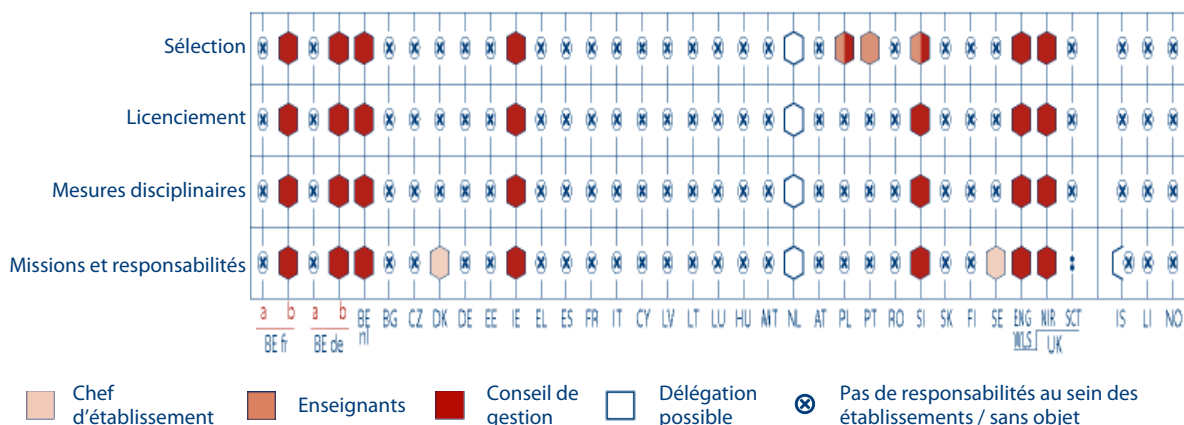 Sélection
Licenciement
Mesures disciplinaires
Missions et responsabilités
a b a b BE nl BG CZ DK DE EE IE EL ES FR IT CY LV LT LU HU MT NL AT PL PT RO SI SK FI SE ENG WLS NIR SCT IS LI NO
BE fr BE de UK
Chef d'établissement
Enseignants
Conseil de gestion
Délégation possible
Pas de responsabilités au sein des établissements / sans objet